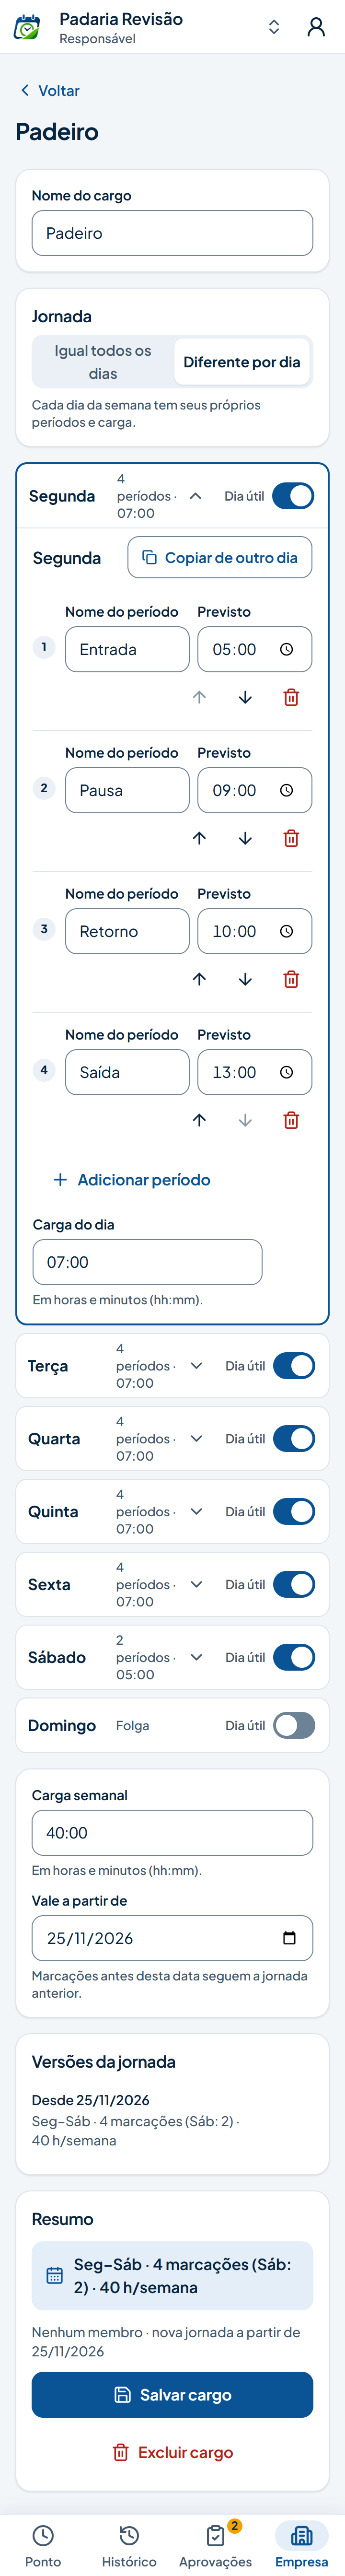 Padaria Revisão
Responsável
Voltar
Padeiro
Nome do cargo
Padeiro
Jornada
Igual todos os
dias
Diferente por dia
Cada dia da semana tem seus próprios
períodos e carga.
Segunda
4
períodos ·
07:00
Dia útil
Segunda
Copiar de outro dia
Nome do período
Previsto
1
Entrada
05:00
Nome do período
Previsto
2
Pausa
09:00
Nome do período
Previsto
3
Retorno
10:00
Nome do período
Previsto
4
Saída
13:00
Adicionar período
Carga do dia
07:00
Em horas e minutos (hh:mm).
Terça
4
períodos ·
07:00
Dia útil
Quarta
4
períodos ·
07:00
Dia útil
Quinta
4
períodos ·
07:00
Dia útil
Sexta
4
períodos ·
07:00
Dia útil
Sábado
2
períodos ·
05:00
Dia útil
Domingo
Folga
Dia útil
Carga semanal
40:00
Em horas e minutos (hh:mm).
Vale a partir de
25/11/2026
Marcações antes desta data seguem a jornada
anterior.
Versões da jornada
Desde 25/11/2026
Seg–Sáb · 4 marcações (Sáb: 2) ·
40 h/semana
Resumo
Seg–Sáb · 4 marcações (Sáb:
2) · 40 h/semana
Nenhum membro · nova jornada a partir de
25/11/2026
Salvar cargo
Excluir cargo
2
Ponto
Histórico
Aprovações
Empresa